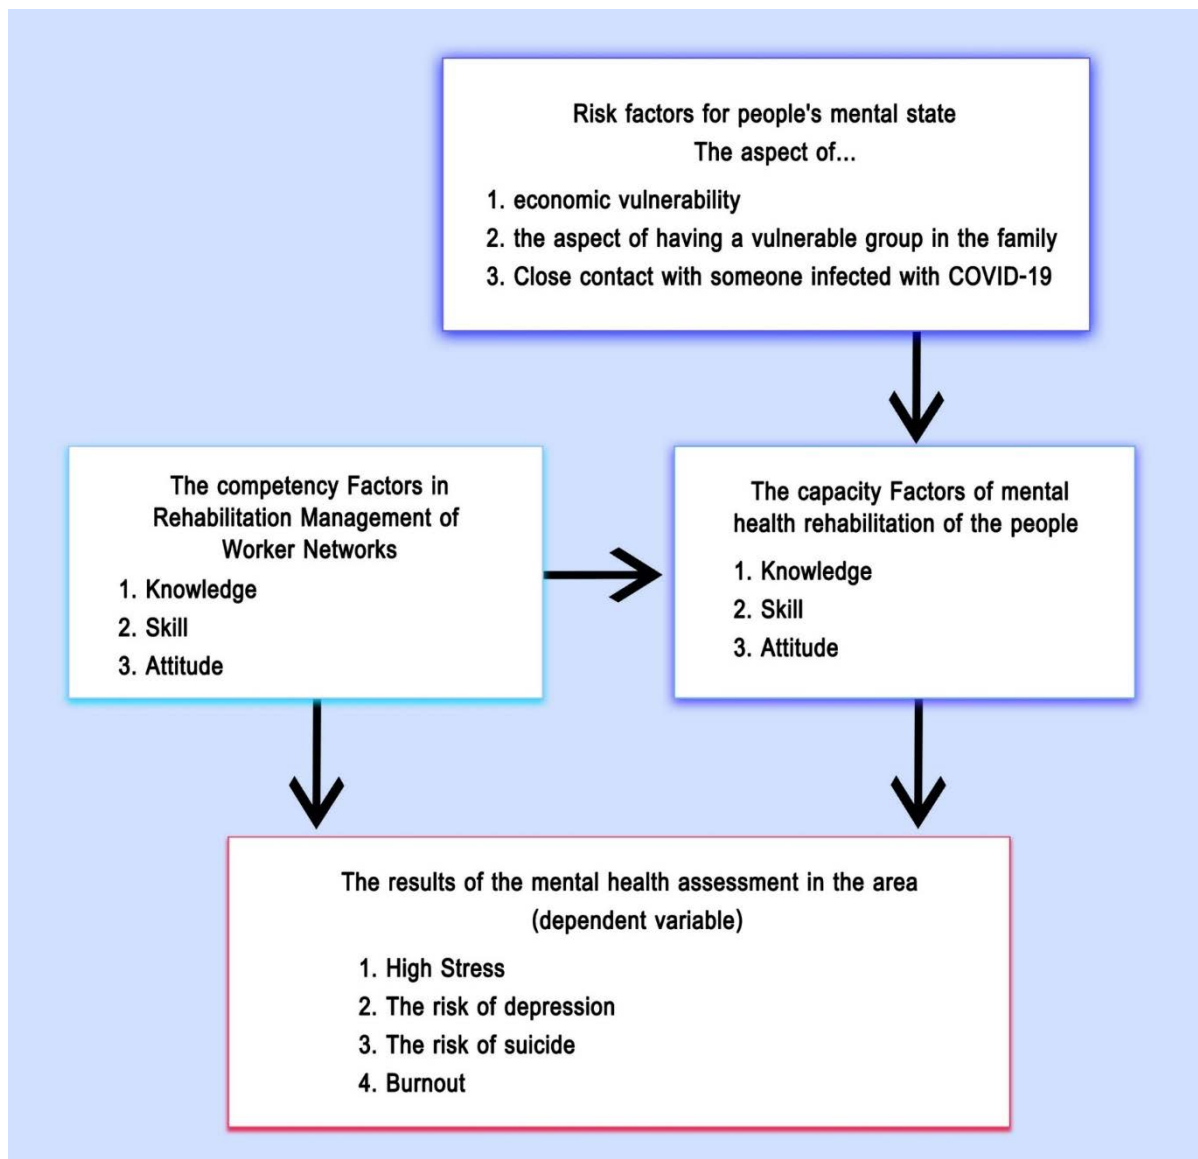 Risk factors for people's mental state
The aspect of...
1. economic vulnerability
2. the aspect of having a vulnerable group in the family
3. Close contact with someone infected with COVID-19
The competency Factors in
Rehabilitation Management of
Worker Networks
1. Knowledge
2. Skill
3. Attitude
The capacity Factors of mental
health rehabilitation of the people
1. Knowledge
2. Skill
3. Attitude
The results of the mental health assessment in the area
(dependent variable)
1. High Stress
2. The risk of depression
3. The risk of suicide
4. Burnout